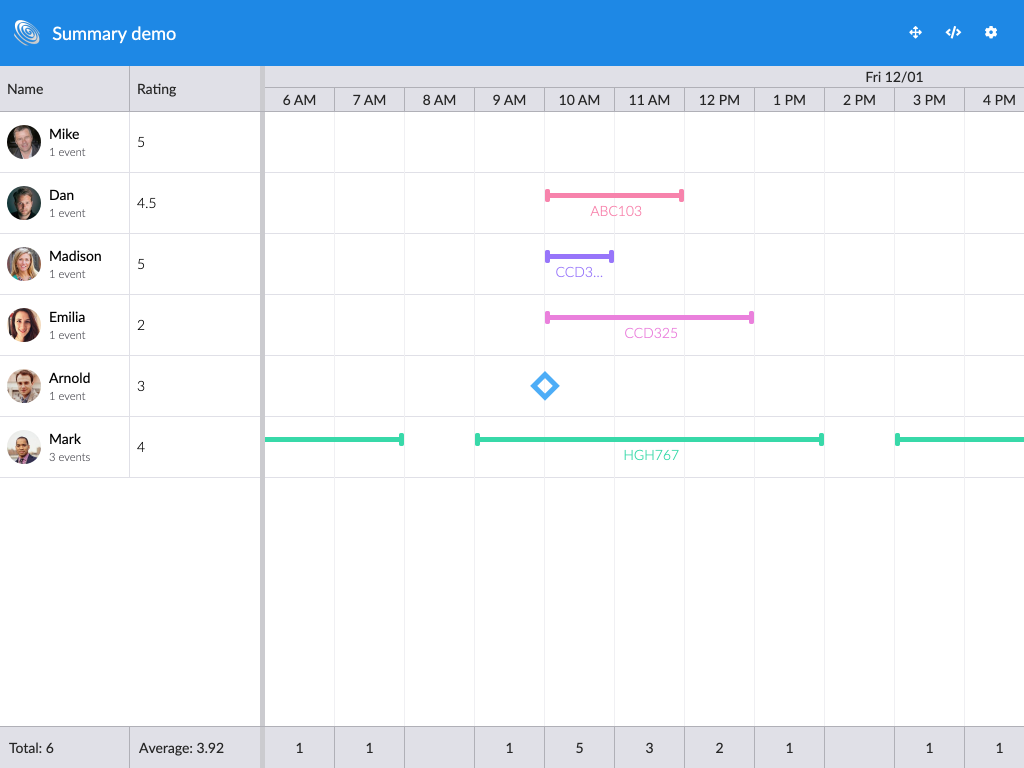 Summary demo
Name Rating Fri 12/01
6 AM 7 AM 8 AM 9 AM 10 AM 11 AM 12 PM 1 PM 2 PM 3 PM 4 PM
Mike
1 event
5
Dan
1 event
4.5
ABC103
Madison
1 event
5
CCD3...
Emilia
1 event
2
CCD325
Arnold
1 event
3
Mark
3 events
4
HGH767
Total: 6 Average: 3.92 1 1 1 5 3 2 1 1 1